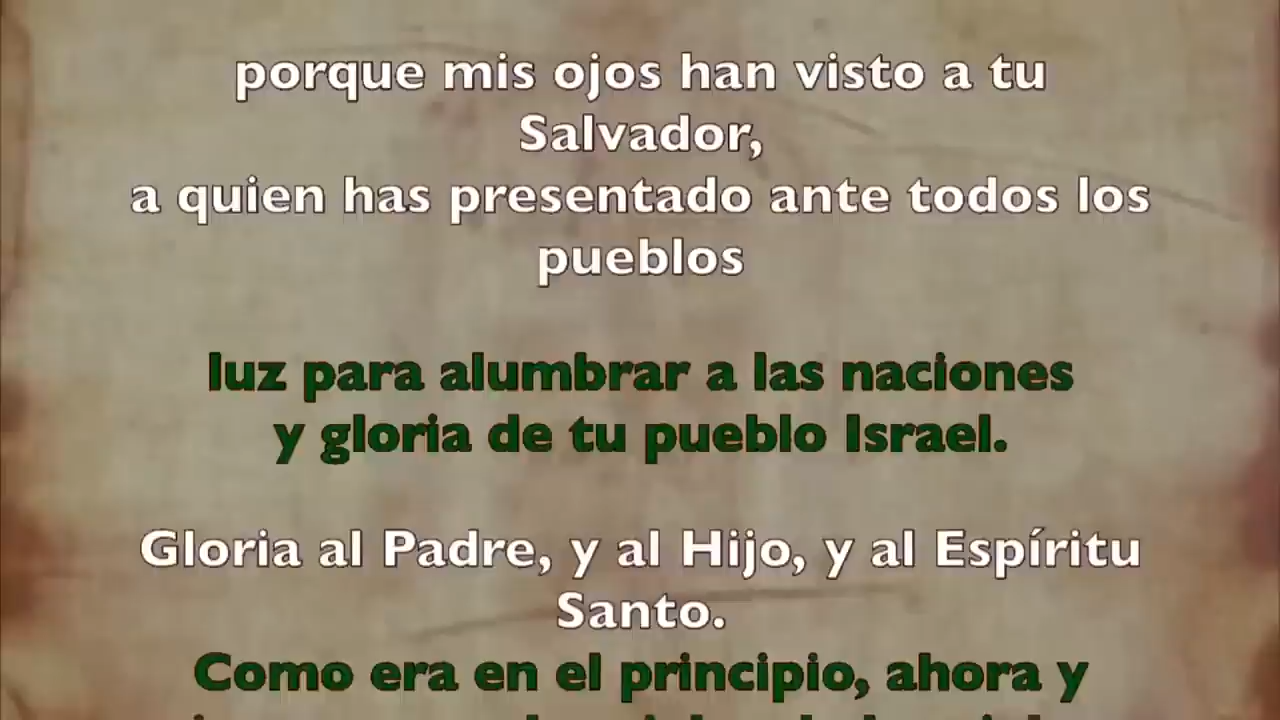 porque mis ojos han visto a tu
Salvador,
a quien has presentado ante todos los
pueblos
luz para alumbrar a las naciones
y gloria de tu pueblo Israel.
Gloria al Padre, y al Hijo, y al Espíritu
Santo.
Como era en el principio, ahora y